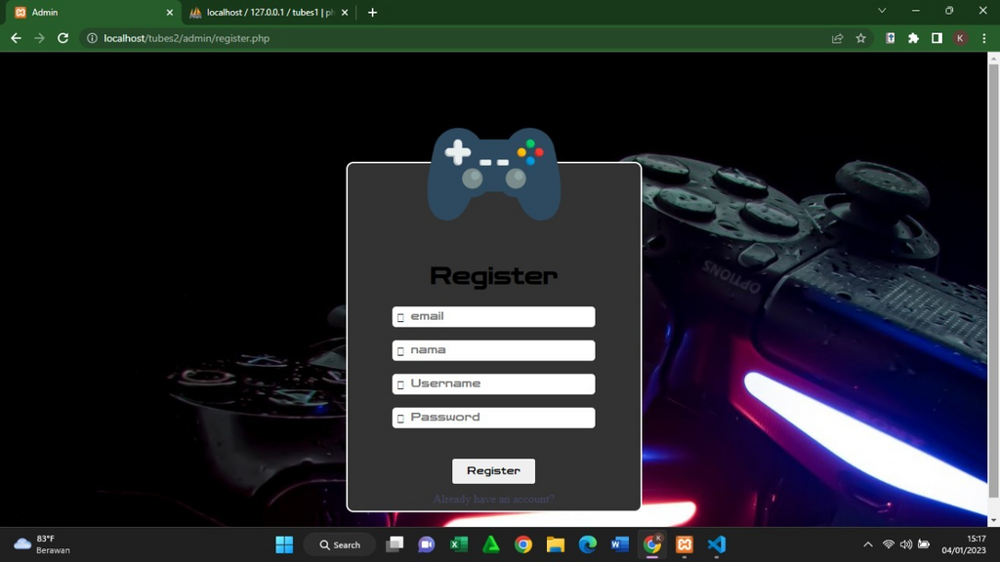 Admin
localhost / 127.0.0.1 / tubes1 | ph
localhost/tubes2/admin/register.php
K
OPTIONS
Register
email
nama
Username
Password
Register
Already have an account?
83°F
Berawan
Search
K
15:17
04/01/2023